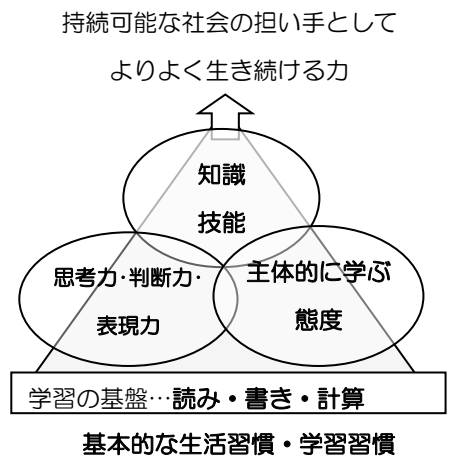 持続可能な社会の担い手として
よりよく生き続ける力
知識
技能
思考力・判断力・
表現力
主体的に学ぶ
態度
学習の基盤…読み・書き・計算
基本的な生活習慣・学習習慣